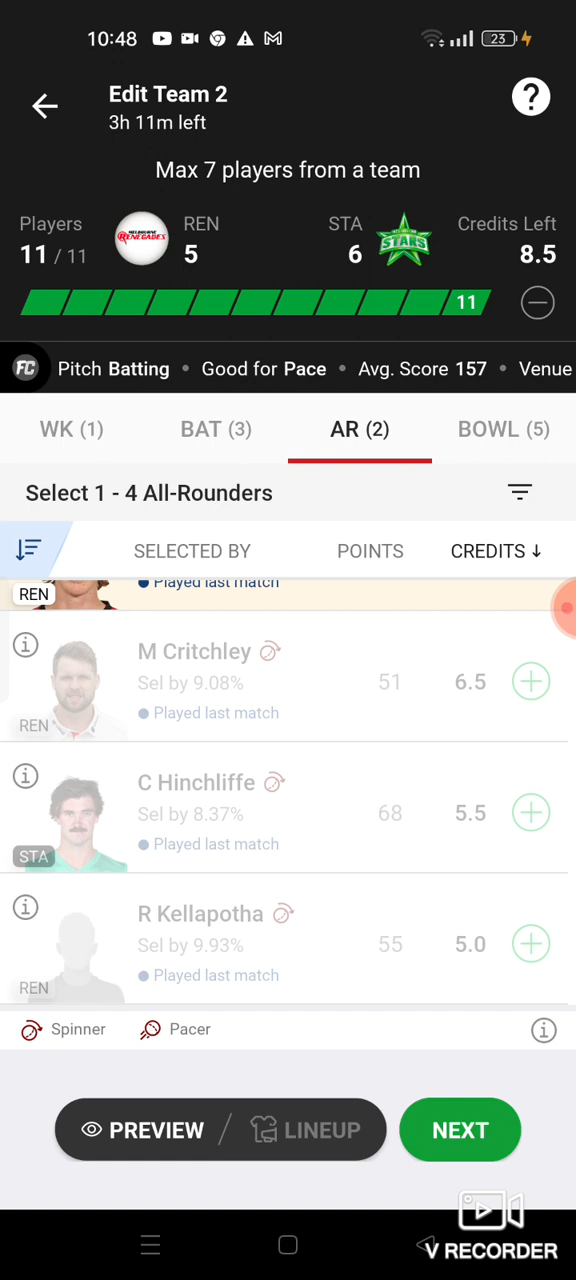 10:48
23
Edit Team 2
3h 11m left
?
Max 7 players from a team
Players
11 / 11
MELBOURNE
RENEGADES
REN
5
STA
6
STARS
Credits Left
8.5
11
FC
Pitch Batting • Good for Pace • Avg. Score 157 • Venue
WK (1)
BAT (3)
AR (2)
BOWL (5)
Select 1 - 4 All-Rounders
SELECTED BY
POINTS
CREDITS ↓
REN
Played last match
M Critchley
Sel by 9.08%
51
6.5
Played last match
REN
C Hinchliffe
Sel by 8.37%
68
5.5
Played last match
STA
R Kellapotha
Sel by 9.93%
55
5.0
Played last match
REN
Spinner
Pacer
PREVIEW / LINEUP
NEXT
V RECORDER